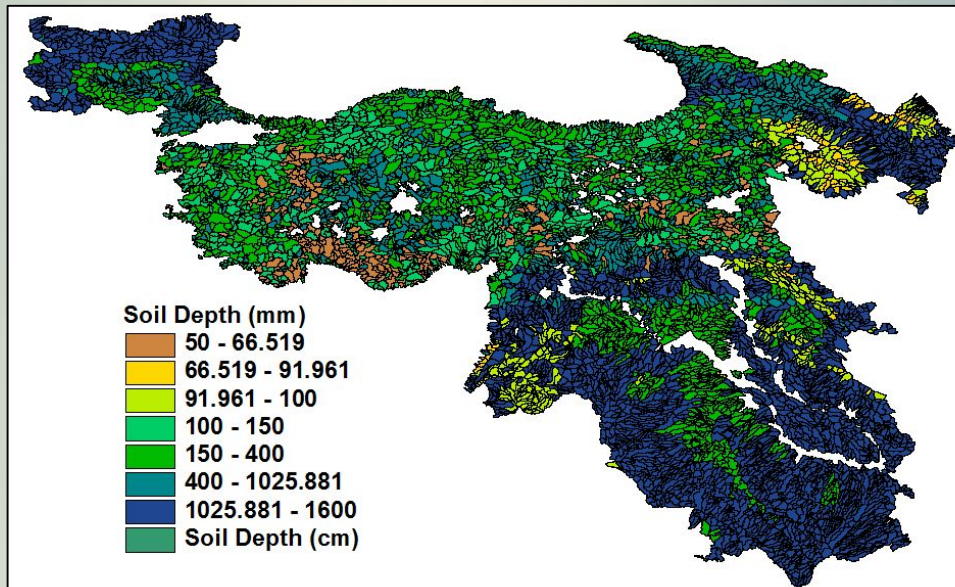 Soil Depth (mm)
50 - 66.519
66.519 - 91.961
91.961 - 100
100 - 150
150 - 400
400 - 1025.881
1025.881 - 1600
Soil Depth (cm)